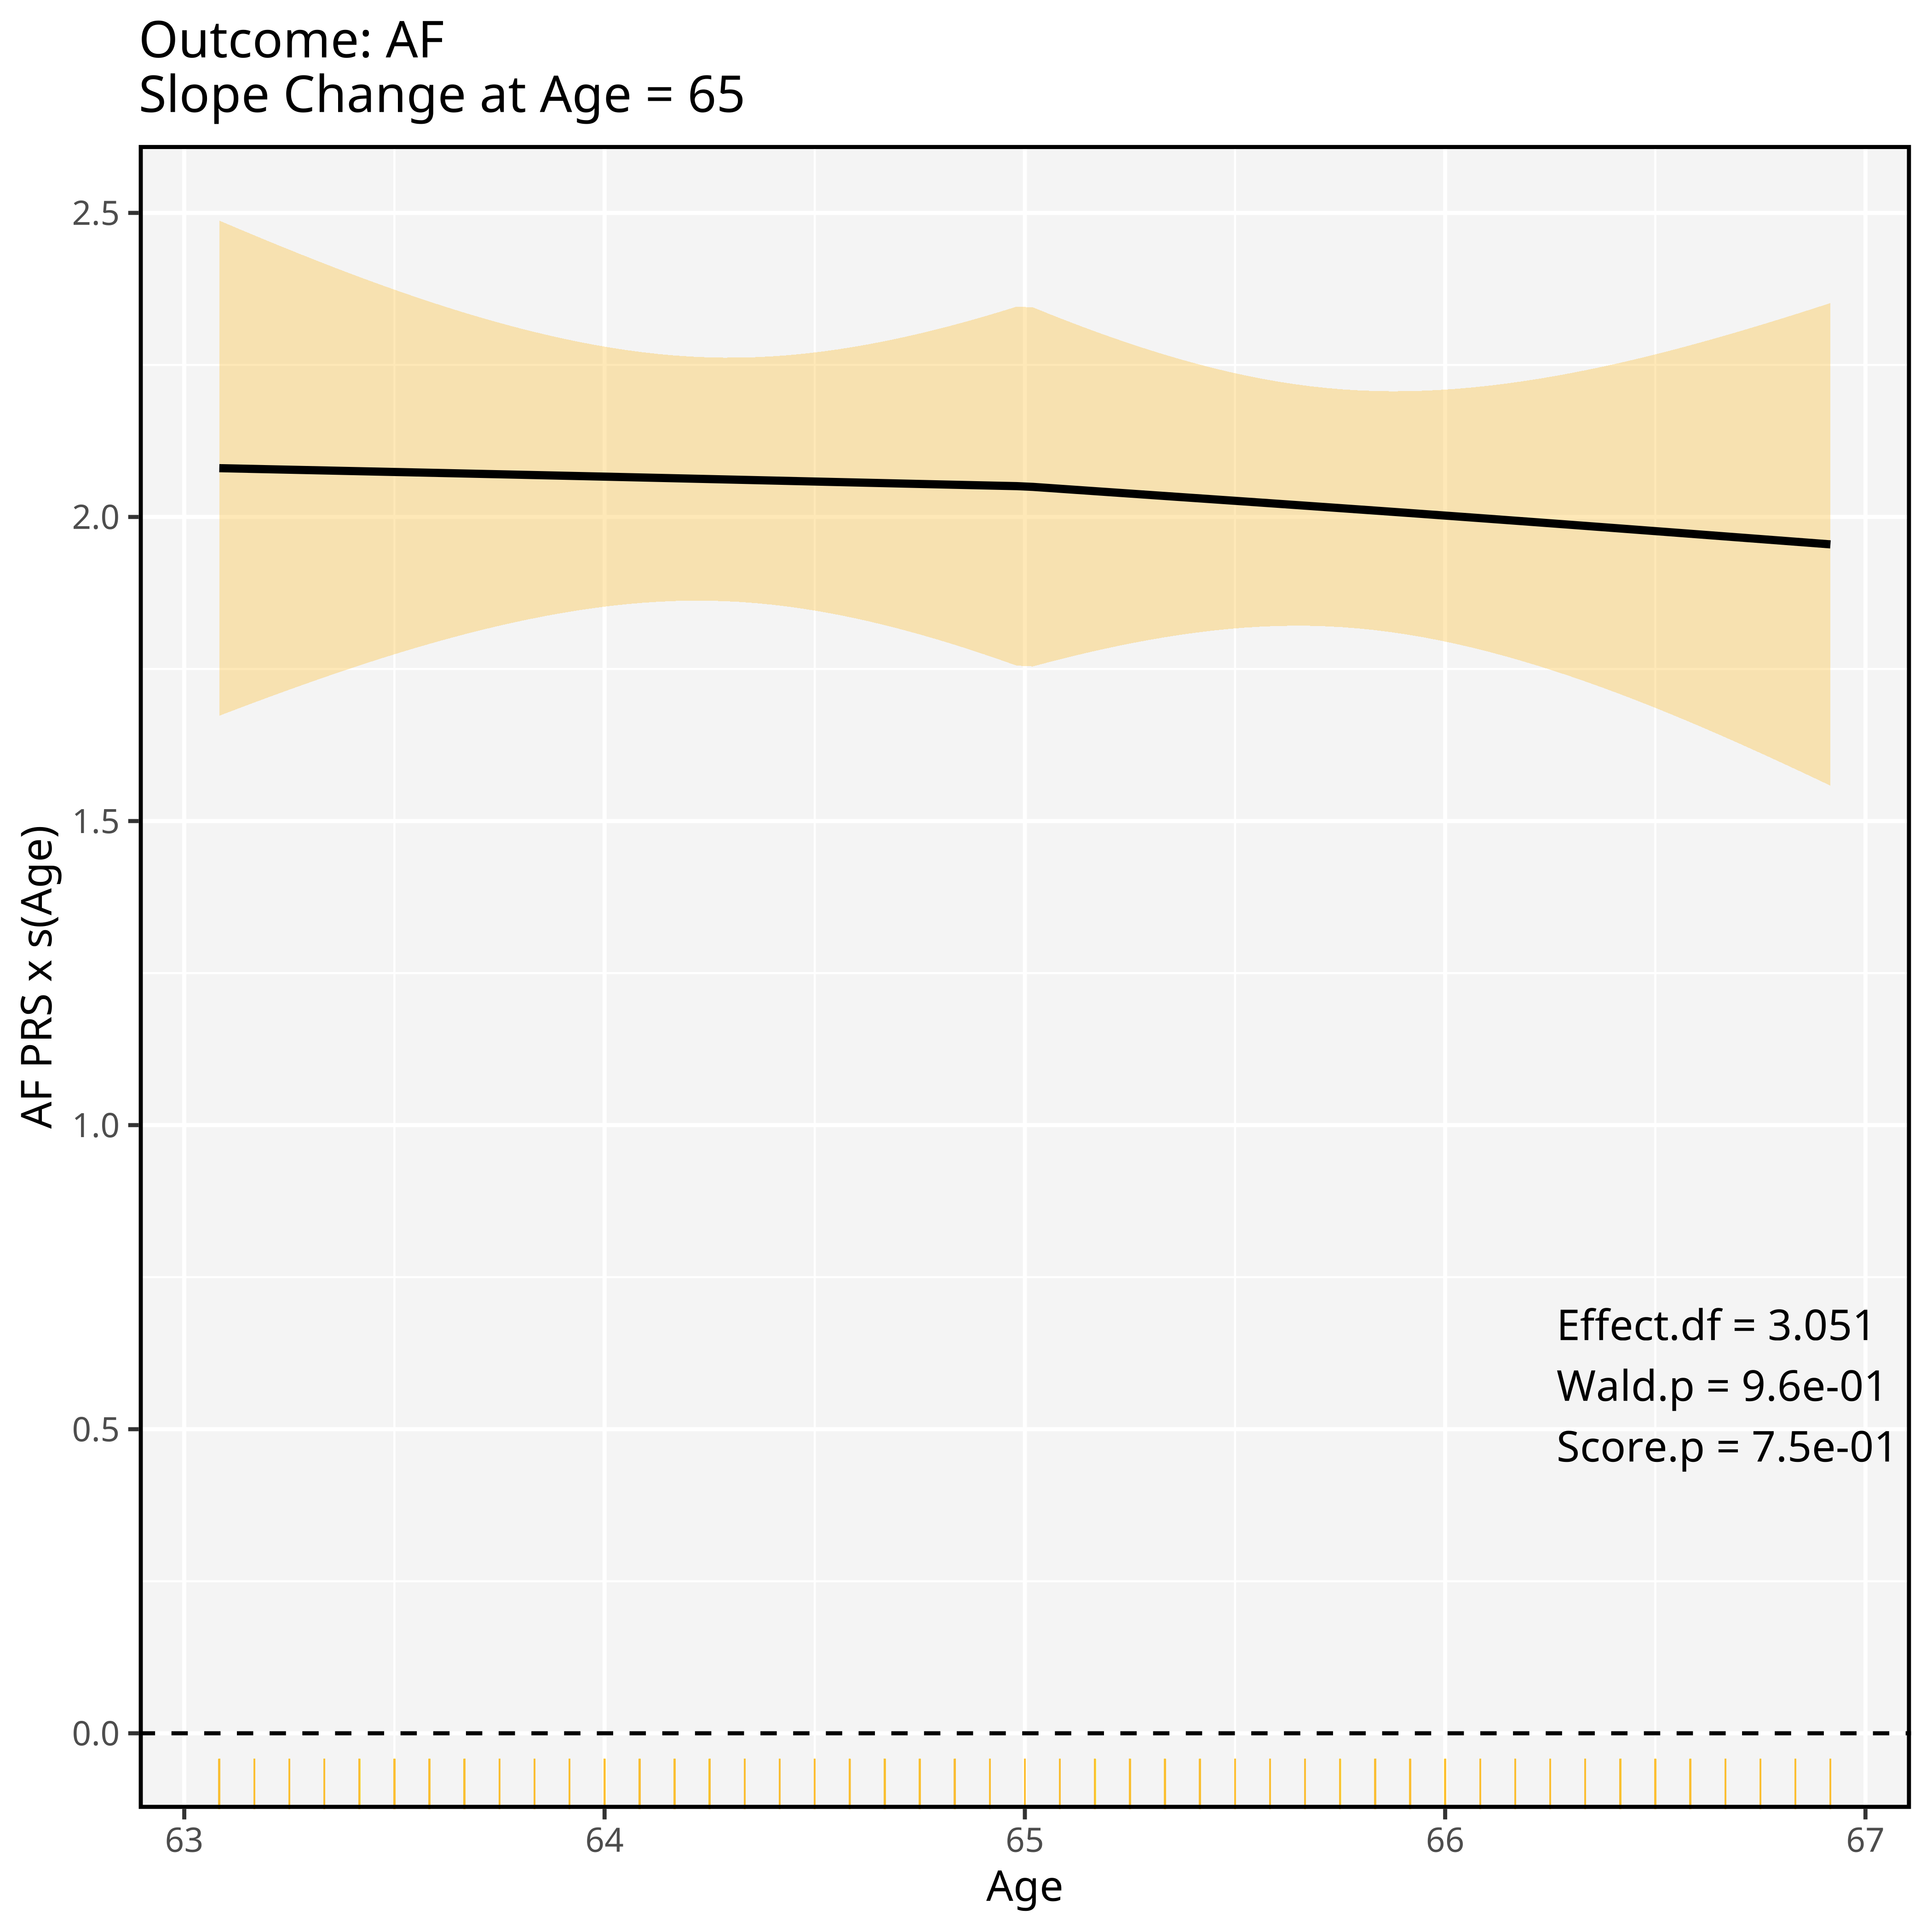 Outcome: AF
Slope Change at Age = 65
2.5
2.0
1.5
1.0
0.5
0.0
AF PRS x s(Age)
Effect.df = 3.051
Wald.p = 9.6e-01
Score.p = 7.5e-01
63 64 65 66 67
Age